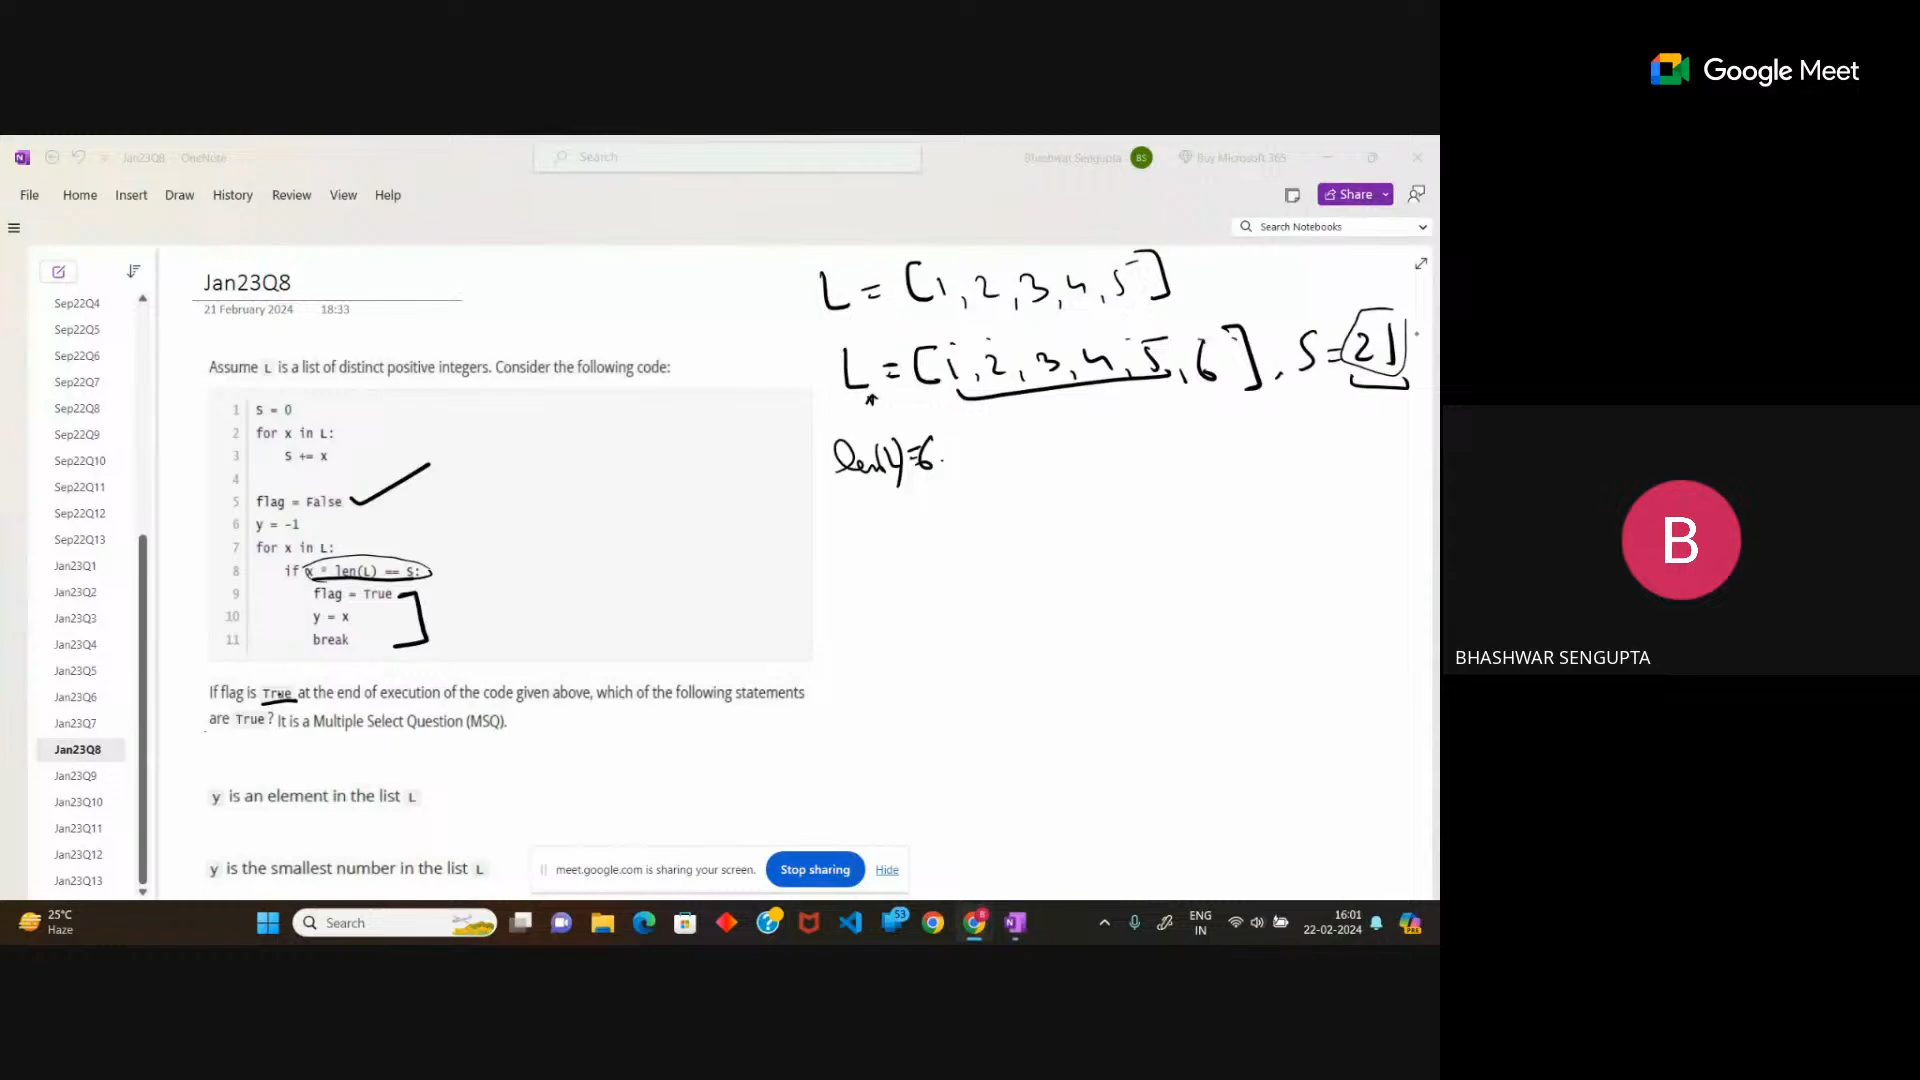 Google Meet
Jan23Q8 - OneNote
Search
Bhashwar Sengupta
BS
Buy Microsoft 365
File Home Insert Draw History Review View Help
Share
Search Notebooks
Sep22Q4
Sep22Q5
Sep22Q6
Sep22Q7
Sep22Q8
Sep22Q9
Sep22Q10
Sep22Q11
Sep22Q12
Sep22Q13
Jan23Q1
Jan23Q2
Jan23Q3
Jan23Q4
Jan23Q5
Jan23Q6
Jan23Q7
Jan23Q8
Jan23Q9
Jan23Q10
Jan23Q11
Jan23Q12
Jan23Q13
Jan23Q8
21 February 2024 18:33
Assume L is a list of distinct positive integers. Consider the following code:
1 S = 0
2 for x in L:
3 S += x
4
5 flag = False
6 y = -1
7 for x in L:
8 if x * len(L) == S:
9 flag = True
10 y = x
11 break
If flag is True at the end of execution of the code given above, which of the following statements
are True? It is a Multiple Select Question (MSQ).
y is an element in the list L
y is the smallest number in the list L
L = [1, 2, 3, 4, 5]
L = [1, 2, 3, 4, 5, 6], S = 21
len(L)=6.
meet.google.com is sharing your screen. Stop sharing Hide
B
BHASHWAR SENGUPTA
25°C
Haze
Search
53
8
ENG
IN
16:01
22-02-2024
PRE